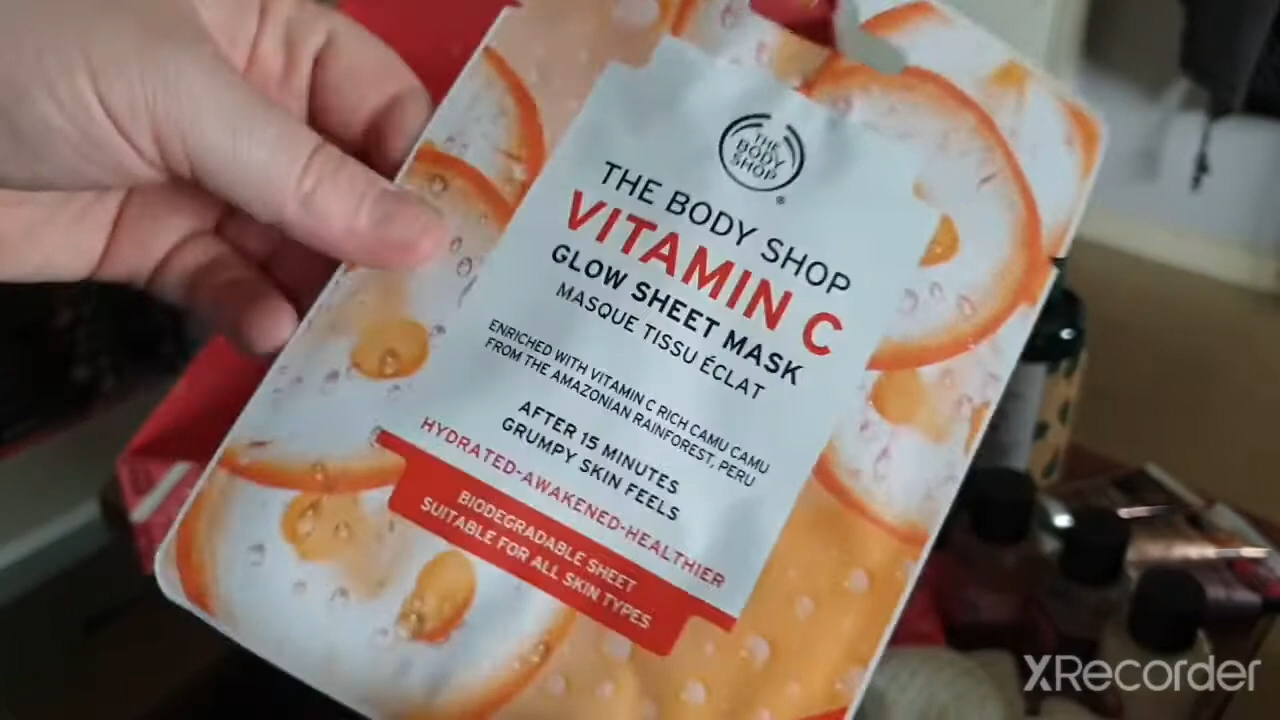 THE
BODY
SHOP
®
THE BODY SHOP
VITAMIN C
GLOW SHEET MASK
MASQUE TISSU ÉCLAT
ENRICHED WITH VITAMIN C RICH CAMU CAMU
FROM THE AMAZONIAN RAINFOREST, PERU
AFTER 15 MINUTES
GRUMPY SKIN FEELS
HYDRATED-AWAKENED-HEALTHIER
BIODEGRADABLE SHEET
SUITABLE FOR ALL SKIN TYPES
XRecorder